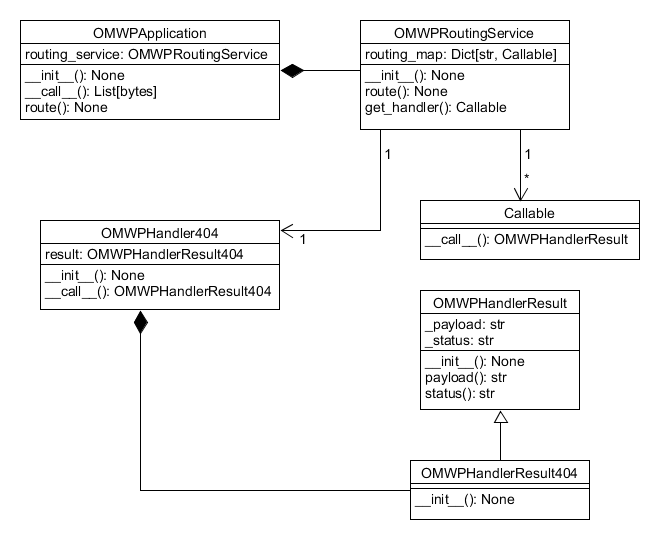 OMWPApplication
routing_service: OMWPRoutingService
__init__(): None
__call__(): List[bytes]
route(): None
OMWPRoutingService
routing_map: Dict[str, Callable]
__init__(): None
route(): None
get_handler(): Callable
1
1
*
1
Callable
__call__(): OMWPHandlerResult
OMWPHandler404
result: OMWPHandlerResult404
__init__(): None
__call__(): OMWPHandlerResult404
OMWPHandlerResult
_payload: str
_status: str
__init__(): None
payload(): str
status(): str
OMWPHandlerResult404
__init__(): None